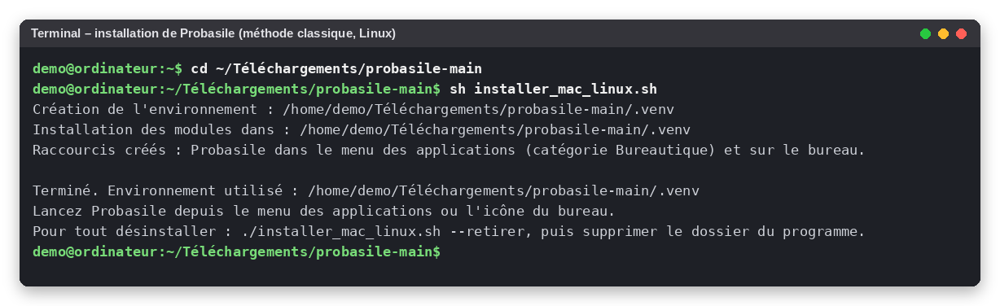 Terminal – installation de Probasile (méthode classique, Linux)
demo@ordinateur:~$ cd ~/Téléchargements/probasile-main
demo@ordinateur:~/Téléchargements/probasile-main$ sh installer_mac_linux.sh
Création de l'environnement : /home/demo/Téléchargements/probasile-main/.venv
Installation des modules dans : /home/demo/Téléchargements/probasile-main/.venv
Raccourcis créés : Probasile dans le menu des applications (catégorie Bureautique) et sur le bureau.
Terminé. Environnement utilisé : /home/demo/Téléchargements/probasile-main/.venv
Lancez Probasile depuis le menu des applications ou l'icône du bureau.
Pour tout désinstaller : ./installer_mac_linux.sh --retirer, puis supprimer le dossier du programme.
demo@ordinateur:~/Téléchargements/probasile-main$